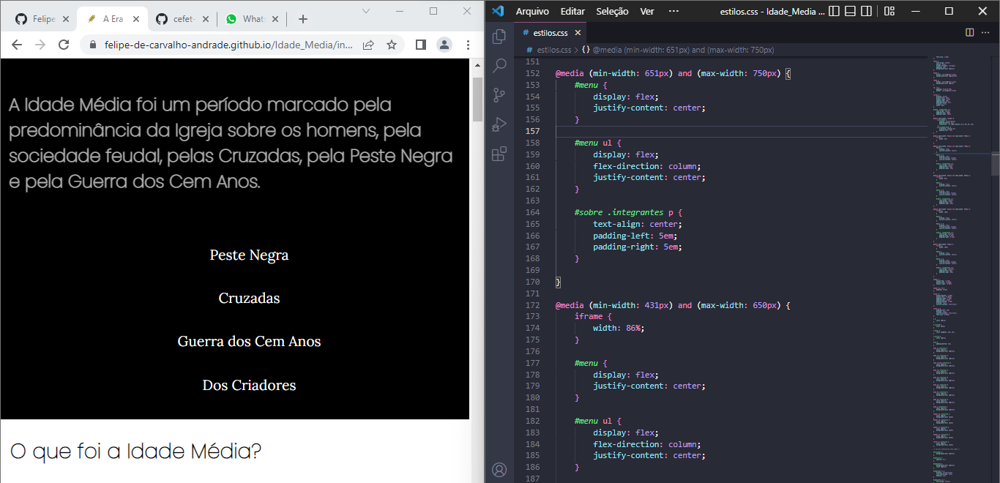 Felipe
A Era
cefet-
Whats
felipe-de-carvalho-andrade.github.io/Idade_Media/in...
A Idade Média foi um período marcado pela
predominância da Igreja sobre os homens, pela
sociedade feudal, pelas Cruzadas, pela Peste Negra
e pela Guerra dos Cem Anos.
Peste Negra
Cruzadas
Guerra dos Cem Anos
Dos Criadores
O que foi a Idade Média?
Arquivo Editar Seleção Ver ··· estilos.css - Idade_Media ...
# estilos.css
# estilos.css > {} @media (min-width: 651px) and (max-width: 750px)
151
152 @media (min-width: 651px) and (max-width: 750px) {
153 #menu {
154 display: flex;
155 justify-content: center;
156 }
157
158 #menu ul {
159 display: flex;
160 flex-direction: column;
161 justify-content: center;
162 }
163
164 #sobre .integrantes p {
165 text-align: center;
166 padding-left: 5em;
167 padding-right: 5em;
168 }
169
170 }
171
172 @media (min-width: 431px) and (max-width: 650px) {
173 iframe {
174 width: 86%;
175 }
176
177 #menu {
178 display: flex;
179 justify-content: center;
180 }
181
182 #menu ul {
183 display: flex;
184 flex-direction: column;
185 justify-content: center;
186 }
187